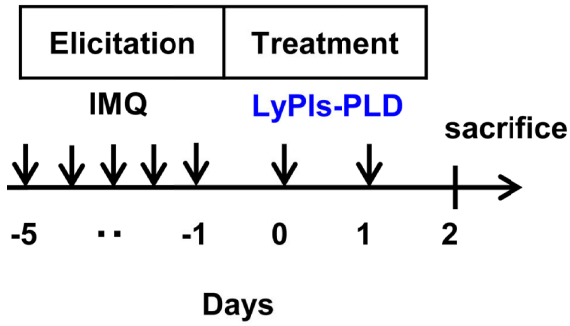 Elicitation Treatment
IMQ LyPls-PLD
sacrifice
-5 ·· -1 0 1 2
Days